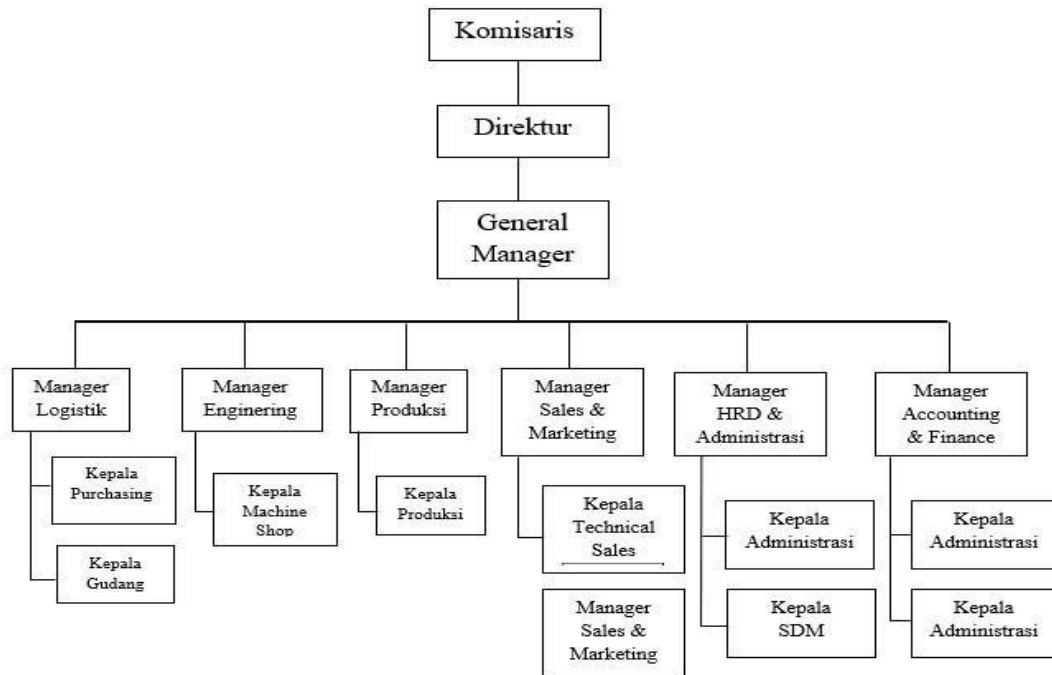 Komisaris
Direktur
General
Manager
Manager
Logistik
Manager
Enginering
Manager
Produksi
Manager
Sales &
Marketing
Manager
HRD &
Administrasi
Manager
Accounting
& Finance
Kepala
Purchasing
Kepala
Gudang
Kepala
Machine
Shop
Kepala
Produksi
Kepala
Technical
Sales
Manager
Sales &
Marketing
Kepala
Administrasi
Kepala
SDM
Kepala
Administrasi
Kepala
Administrasi